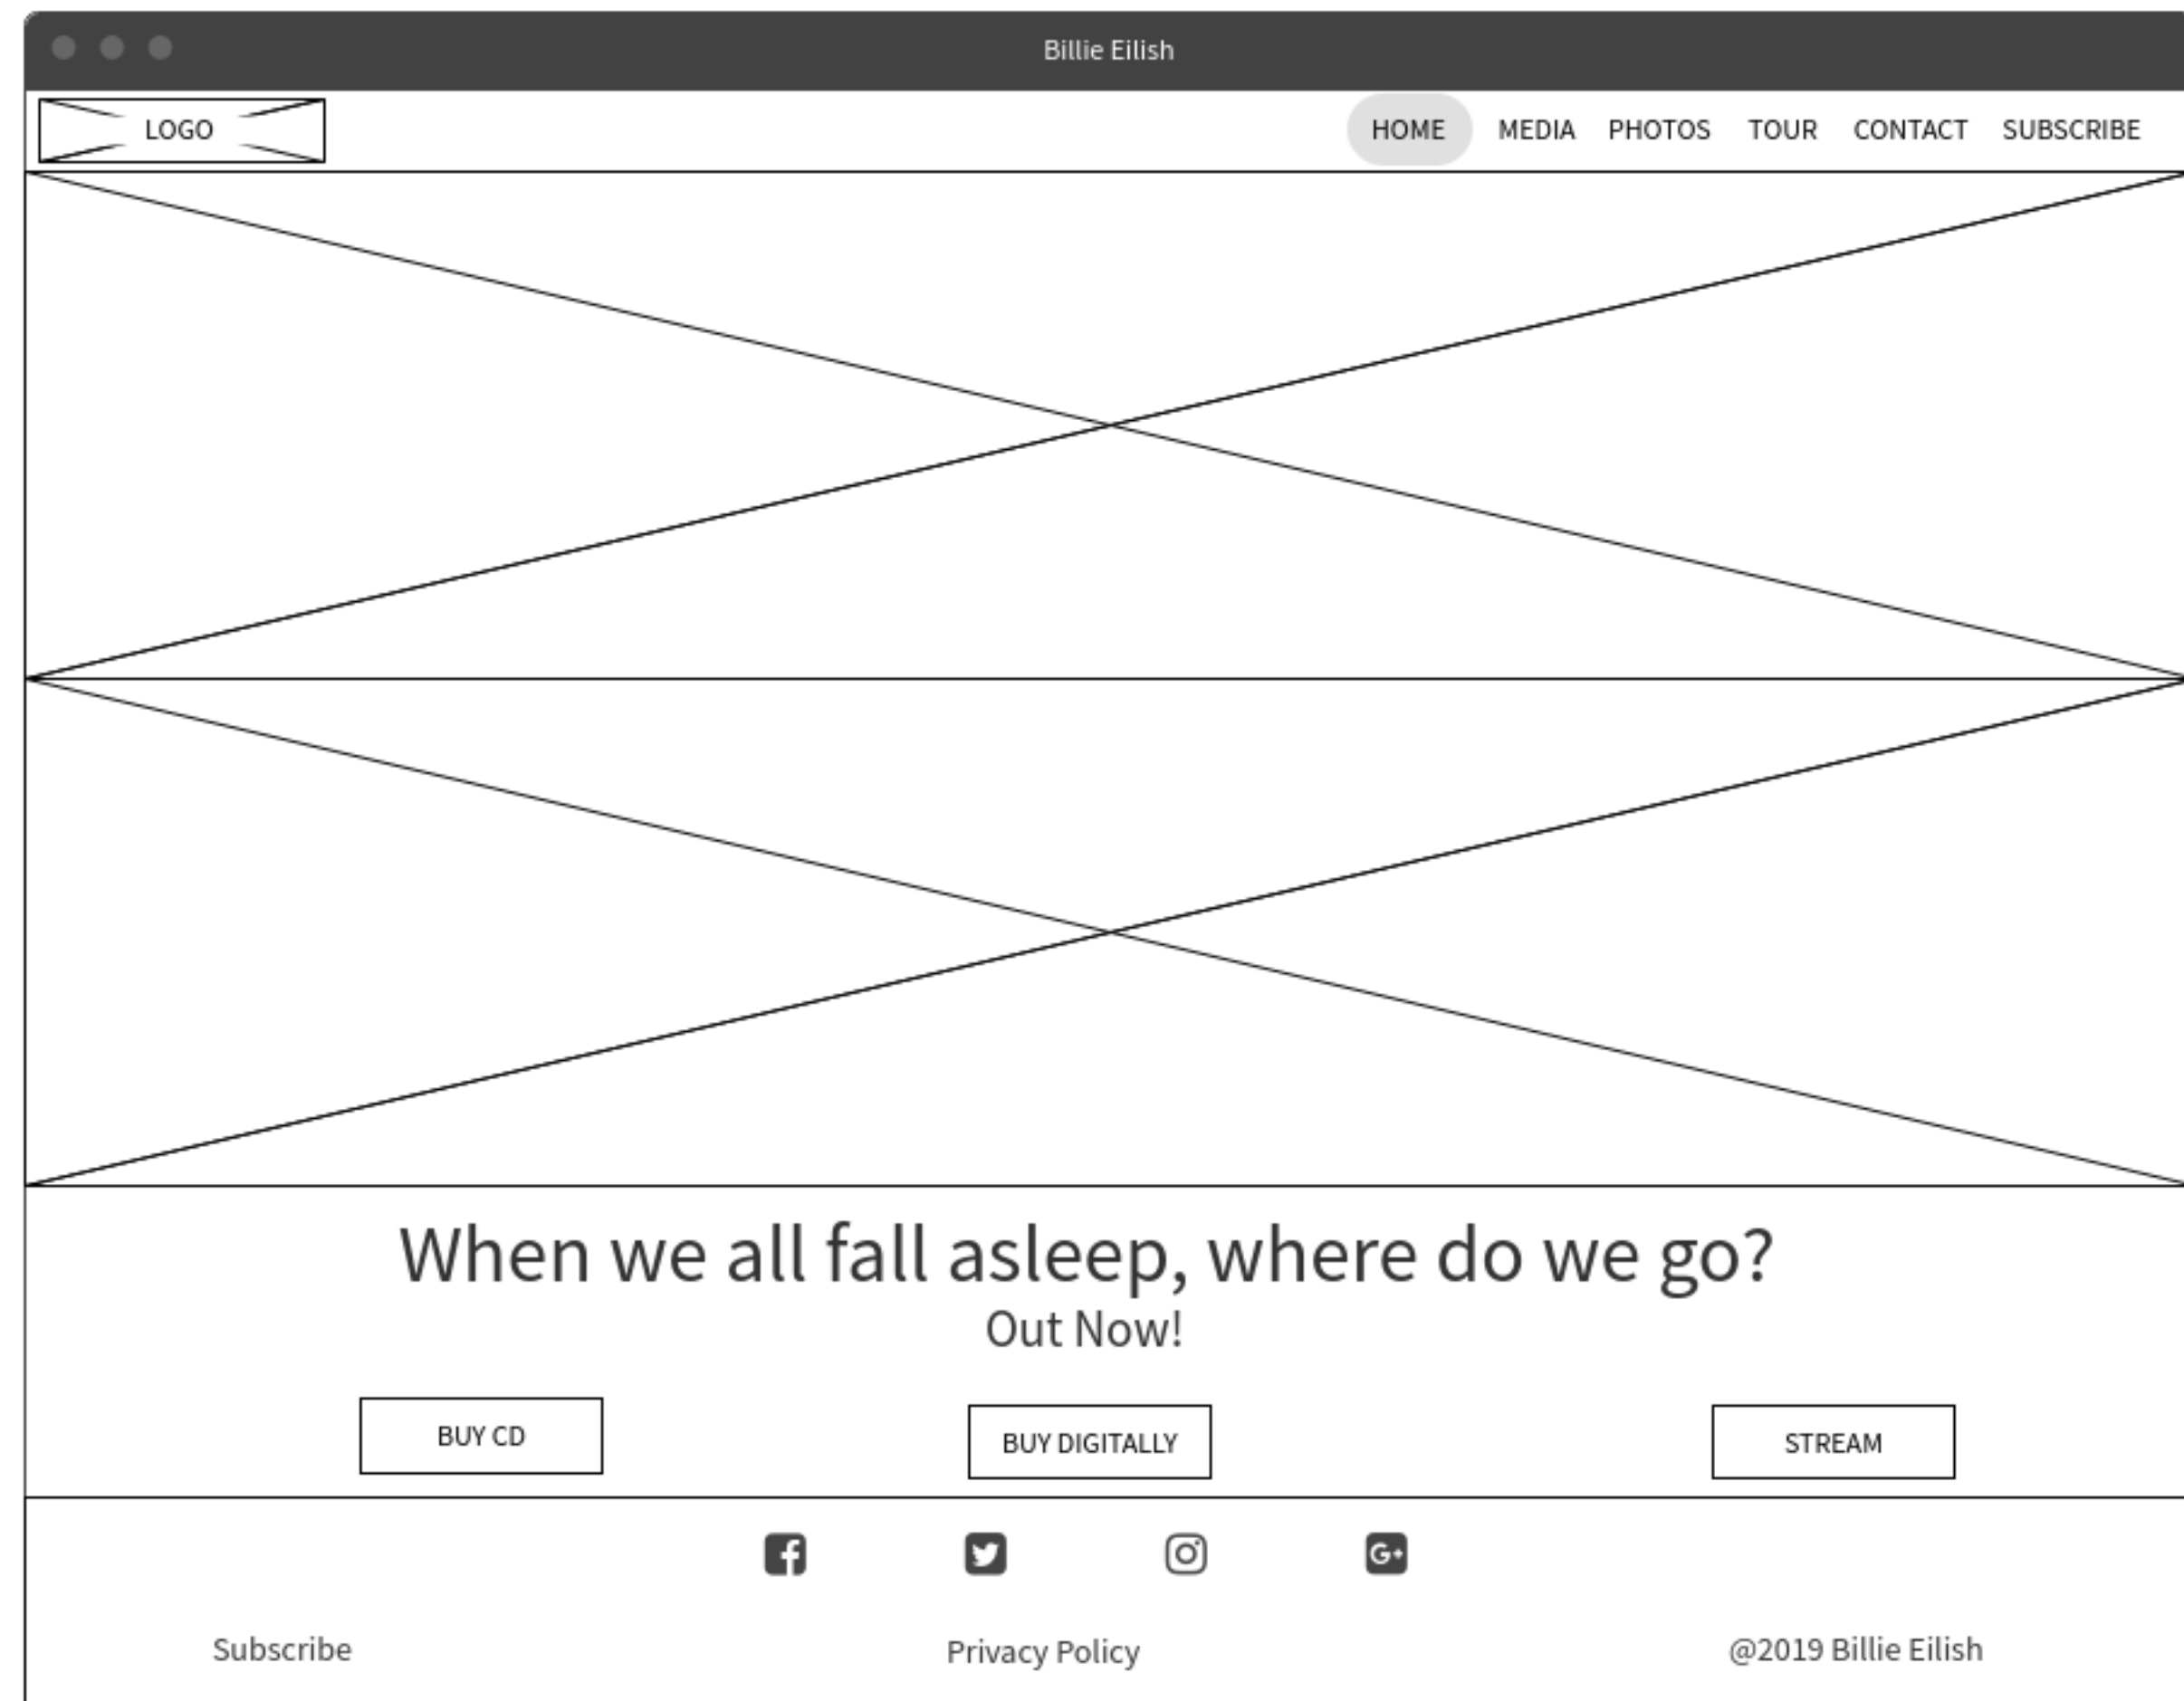 Billie Eilish
LOGO
HOME MEDIA PHOTOS TOUR CONTACT SUBSCRIBE
When we all fall asleep, where do we go?
Out Now!
BUY CD
BUY DIGITALLY
STREAM
Subscribe
Privacy Policy
@2019 Billie Eilish